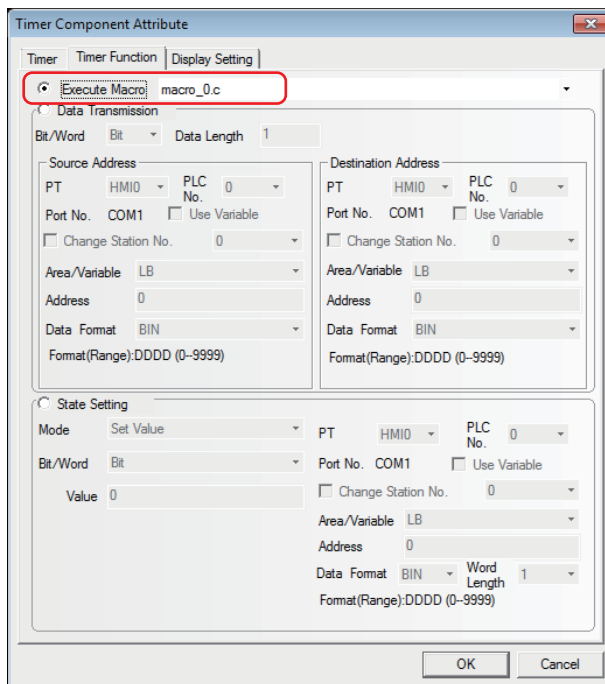 Timer Component Attribute
Timer Timer Function Display Setting
Execute Macro macro_0.c
Data Transmission
Bit/Word Bit Data Length 1
Source Address
PT HMI0 PLC No. 0
Port No. COM1 Use Variable
Change Station No. 0
Area/Variable LB
Address 0
Data Format BIN
Format(Range):DDDD (0--9999)
Destination Address
PT HMI0 PLC No. 0
Port No. COM1 Use Variable
Change Station No. 0
Area/Variable LB
Address 0
Data Format BIN
Format(Range):DDDD (0--9999)
State Setting
Mode Set Value
Bit/Word Bit
Value 0
PT HMI0 PLC No. 0
Port No. COM1 Use Variable
Change Station No. 0
Area/Variable LB
Address 0
Data Format BIN Word Length 1
Format(Range):DDDD (0--9999)
OK Cancel